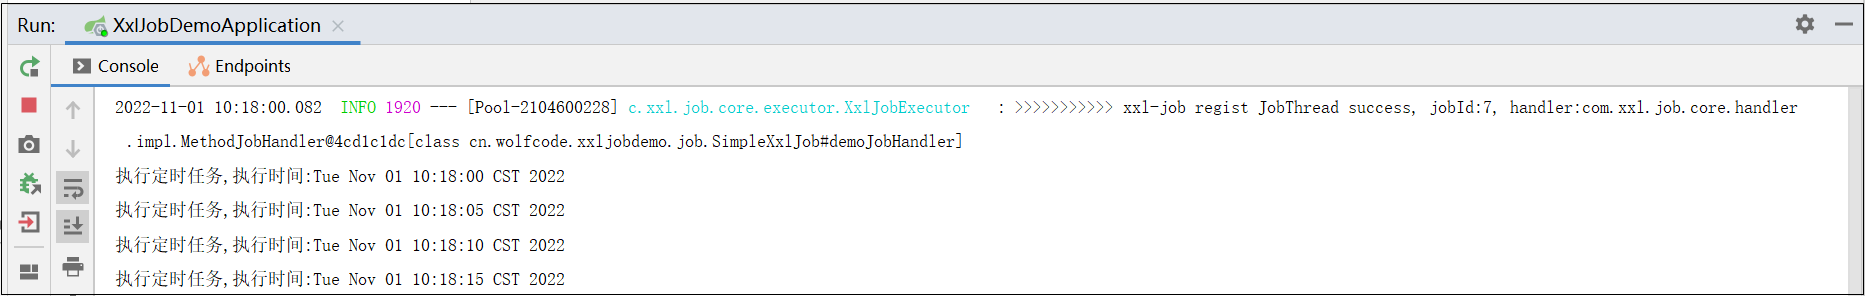 Run: XxlJobDemoApplication
Console Endpoints
2022-11-01 10:18:00.082  INFO 1920 --- [Pool-2104600228] c.xxl.job.core.executor.XxlJobExecutor   : >>>>>>>>>>> xxl-job regist JobThread success, jobId:7, handler:com.xxl.job.core.handler
.impl.MethodJobHandler@4cd1c1dc[class cn.wolfcode.xxljobdemo.job.SimpleXxlJob#demoJobHandler]
执行定时任务,执行时间:Tue Nov 01 10:18:00 CST 2022
执行定时任务,执行时间:Tue Nov 01 10:18:05 CST 2022
执行定时任务,执行时间:Tue Nov 01 10:18:10 CST 2022
执行定时任务,执行时间:Tue Nov 01 10:18:15 CST 2022